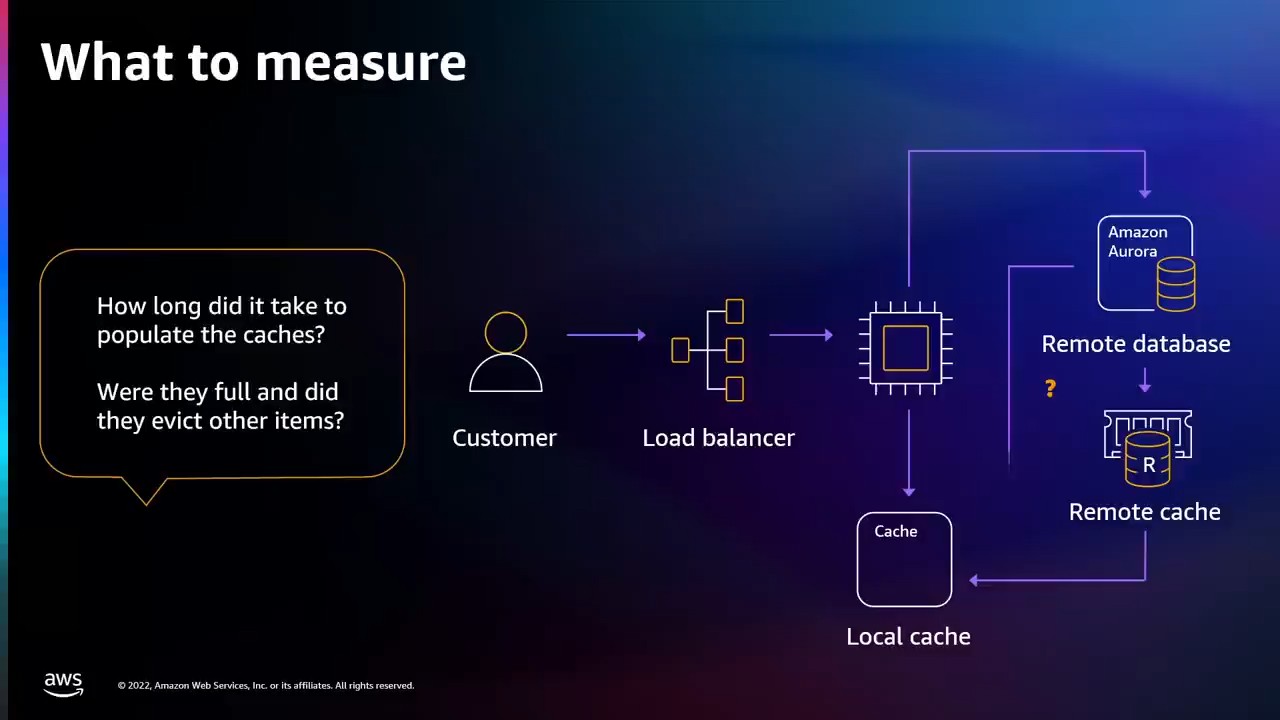 What to measure
How long did it take to
populate the caches?
Were they full and did
they evict other items?
Customer
Load balancer
Amazon
Aurora
Remote database
?
R
Remote cache
Cache
Local cache
aws
© 2022, Amazon Web Services, Inc. or its affiliates. All rights reserved.